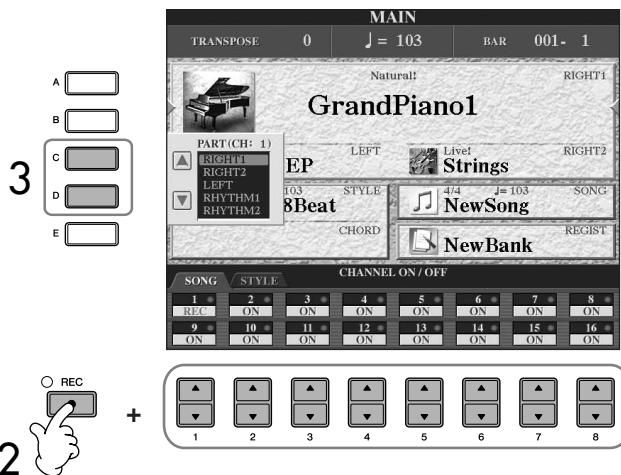 MAIN
TRANSPOSE 0 ♩= 103 BAR 001- 1
Natural! RIGHT1
GrandPiano1
PART(CH: 1)
RIGHT1
RIGHT2
LEFT
RHYTHM1
RHYTHM2
LEFT
EP
Live! RIGHT2
Strings
103 STYLE
8Beat
4/4 ♩= 103 SONG
NewSong
CHORD
REGIST
NewBank
SONG STYLE CHANNEL ON / OFF
1 2 3 4 5 6 7 8
REC ON ON ON ON ON ON ON
9 10 11 12 13 14 15 16
ON ON ON ON ON ON ON ON
A
B
3 C
D
E
REC
2 +
1 2 3 4 5 6 7 8